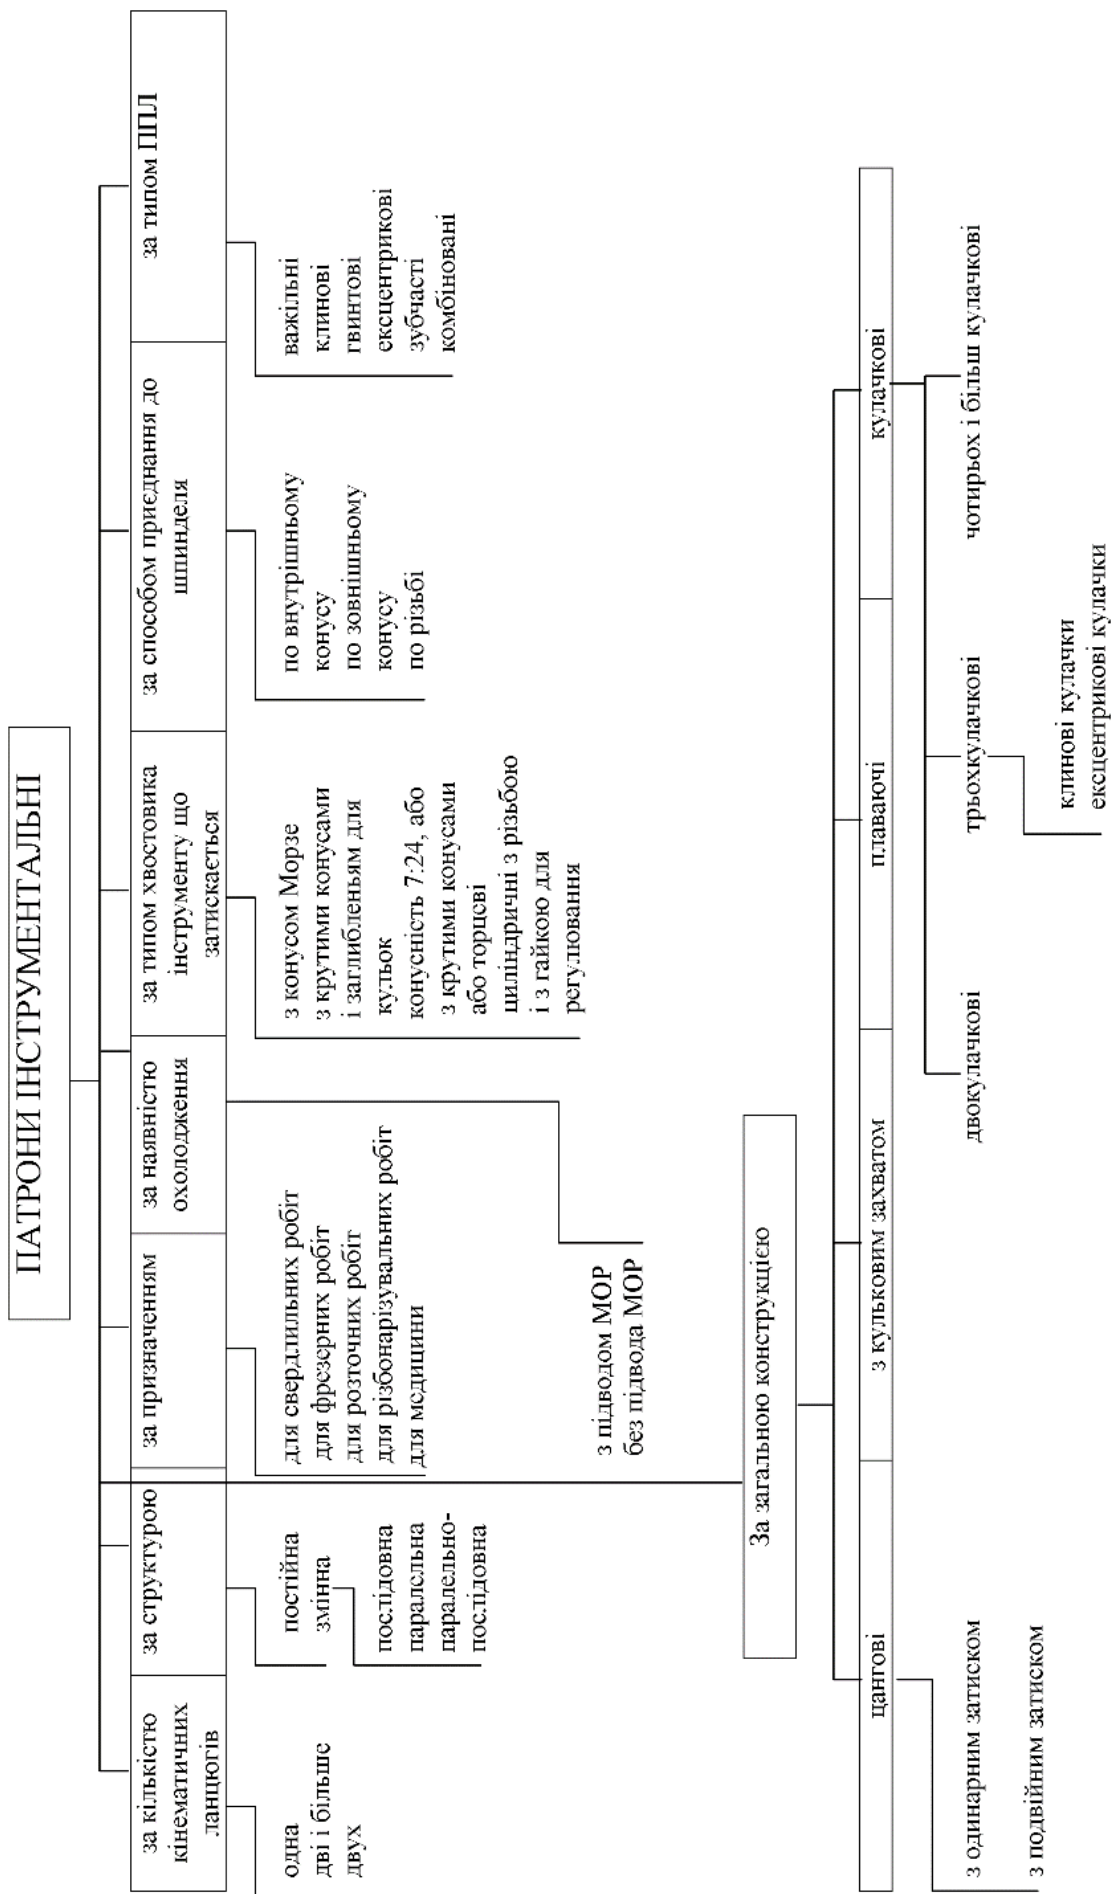 ПАТРОНИ ІНСТРУМЕНТАЛЬНІ
за кількістю
кінематичних
ланцюгів
за структурою
за призначенням
за наявністю
охолодження
за типом хвостовика
інструменту що
затискається
за способом приєднання до
шпинделя
за типом ППЛ
одна
дві і більше
двух
постійна
змінна
послідовна
паралельна
паралельно-
послідовна
для свердлильних робіт
для фрезерних робіт
для розточних робіт
для різбонарізувальних робіт
для медицини
з підводом МОР
без підвода МОР
з конусом Морзе
з крутими конусами
і заглибленьям для
кульок
конусність 7:24, або
з крутими конусами
або торцеві
циліндричні з різьбою
і з гайкою для
регулювання
по внутрішньому
конусу
по зовнішньому
конусу
по різьбі
важільні
клинові
гвинтові
ексцентрикові
зубчасті
комбіновані
За загальною конструкцією
цангові
з кульковим захватом
плаваючі
кулачкові
з одинарним затиском
з подвійним затиском
двокулачкові
трьохкулачкові
чотирьох і більш кулачкові
клинові кулачки
ексцентрикові кулачки